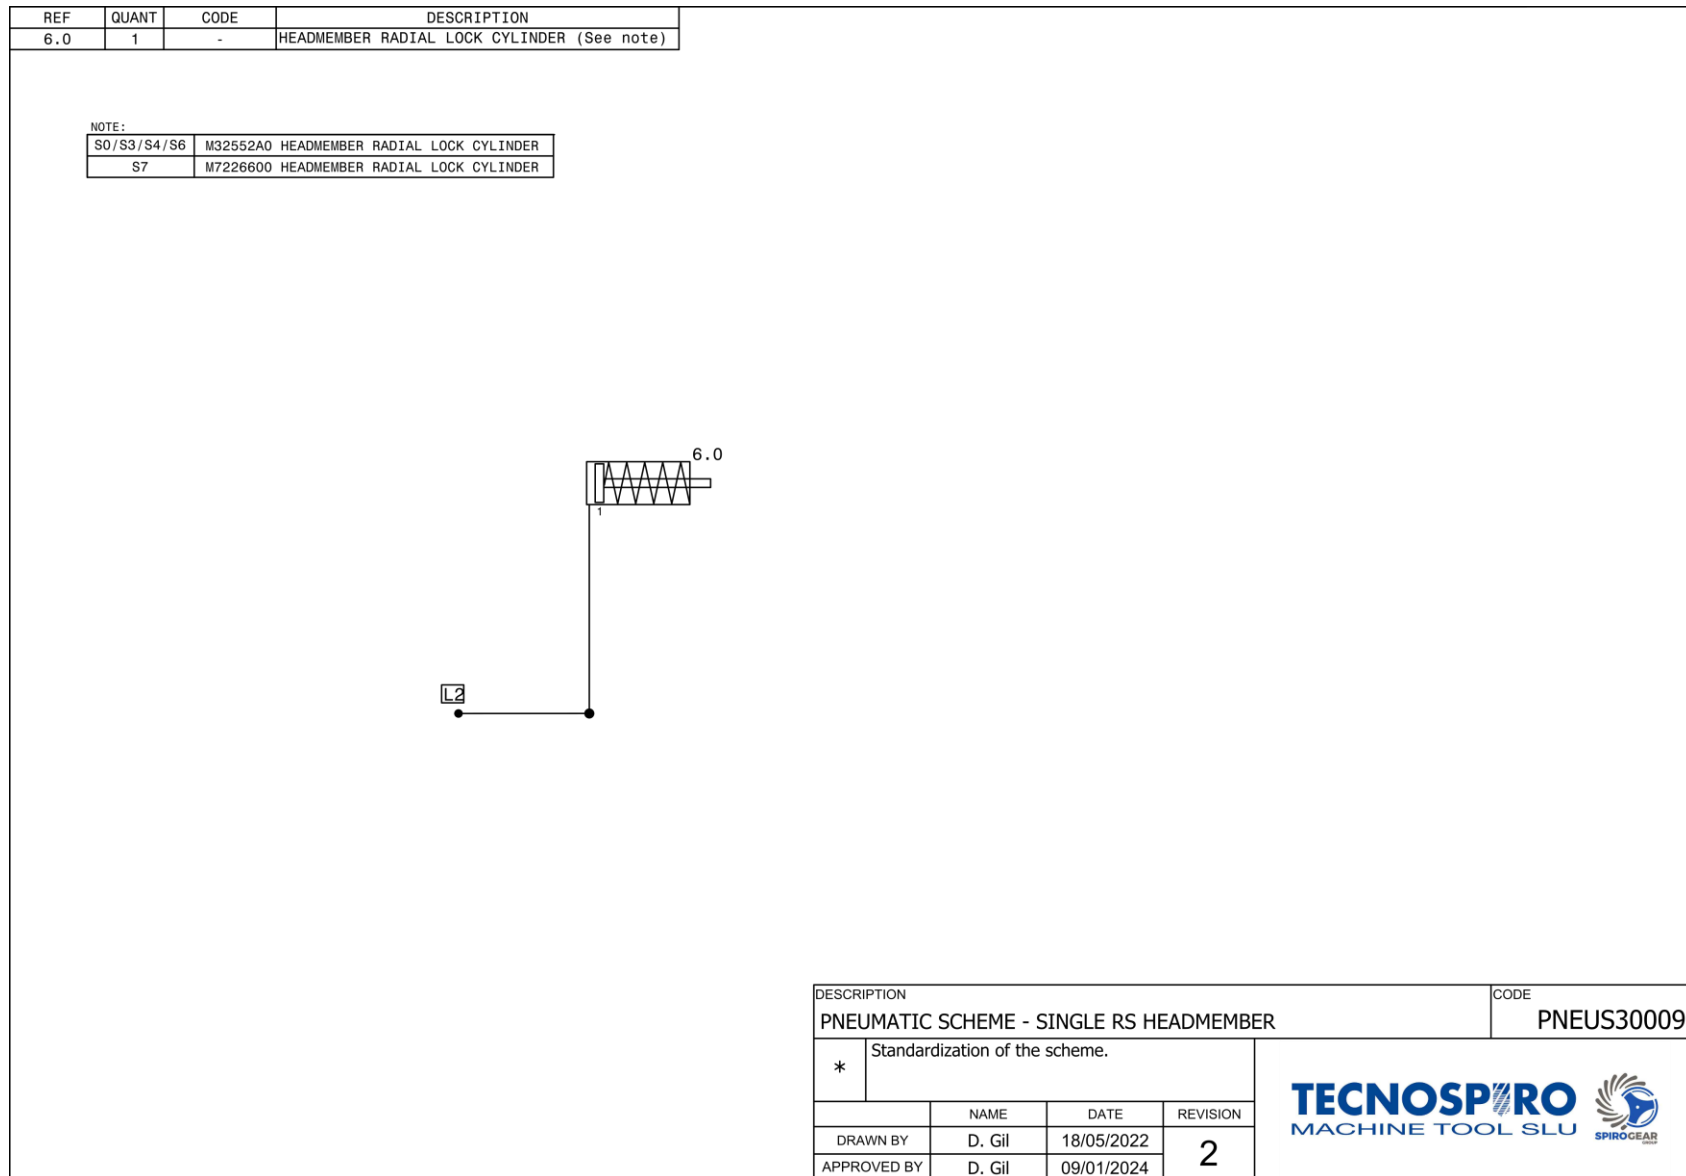 REF QUANT CODE DESCRIPTION
6.0 1 - HEADMEMBER RADIAL LOCK CYLINDER (See note)
NOTE:
S0/S3/S4/S6 M32552A0 HEADMEMBER RADIAL LOCK CYLINDER
S7 M7226600 HEADMEMBER RADIAL LOCK CYLINDER
6.0
1
L2
DESCRIPTION CODE
PNEUMATIC SCHEME - SINGLE RS HEADMEMBER PNEUS30009
* Standardization of the scheme.
NAME DATE REVISION
DRAWN BY D. Gil 18/05/2022 2
APPROVED BY D. Gil 09/01/2024
TECNOSPIRO
MACHINE TOOL SLU
SPIROGEAR
GROUP